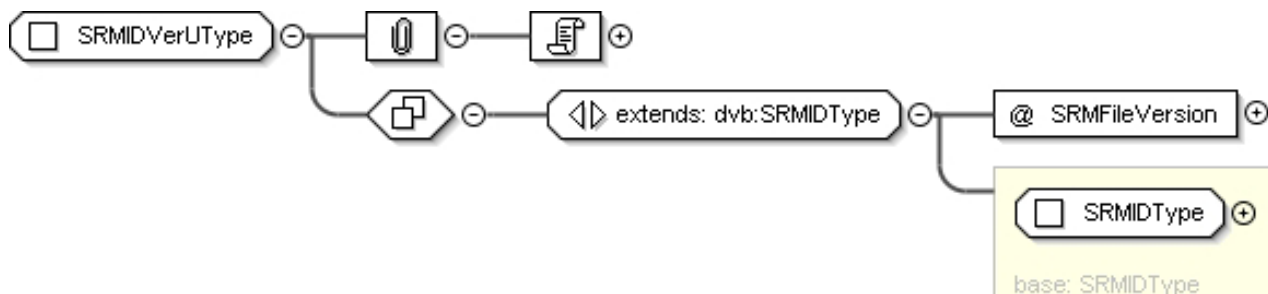 SRMIDVerUType
extends: dvb:SRMIDType
@ SRMFileVersion
SRMIDType
base: SRMIDType